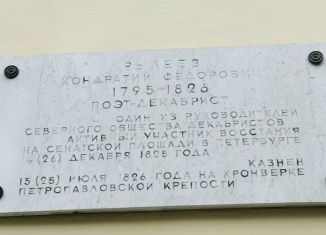 РЫЛЕЕВ
КОНДРАТИЙ ФЕДОРОВИЧ
1795-1826
ПОЭТ-ДЕКАБРИСТ
ОДИН ИЗ РУКОВОДИТЕЛЕЙ
СЕВЕРНОГО ОБЩЕСТВА ДЕКАБРИСТОВ
АКТИВНЫЙ УЧАСТНИК ВОССТАНИЯ
НА СЕНАТСКОЙ ПЛОЩАДИ В ПЕТЕРБУРГЕ
(26) ДЕКАБРЯ 1825 ГОДА
КАЗНЕН
13 (25) ИЮЛЯ 1826 ГОДА НА КРОНВЕРКЕ
ПЕТРОПАВЛОВСКОЙ КРЕПОСТИ